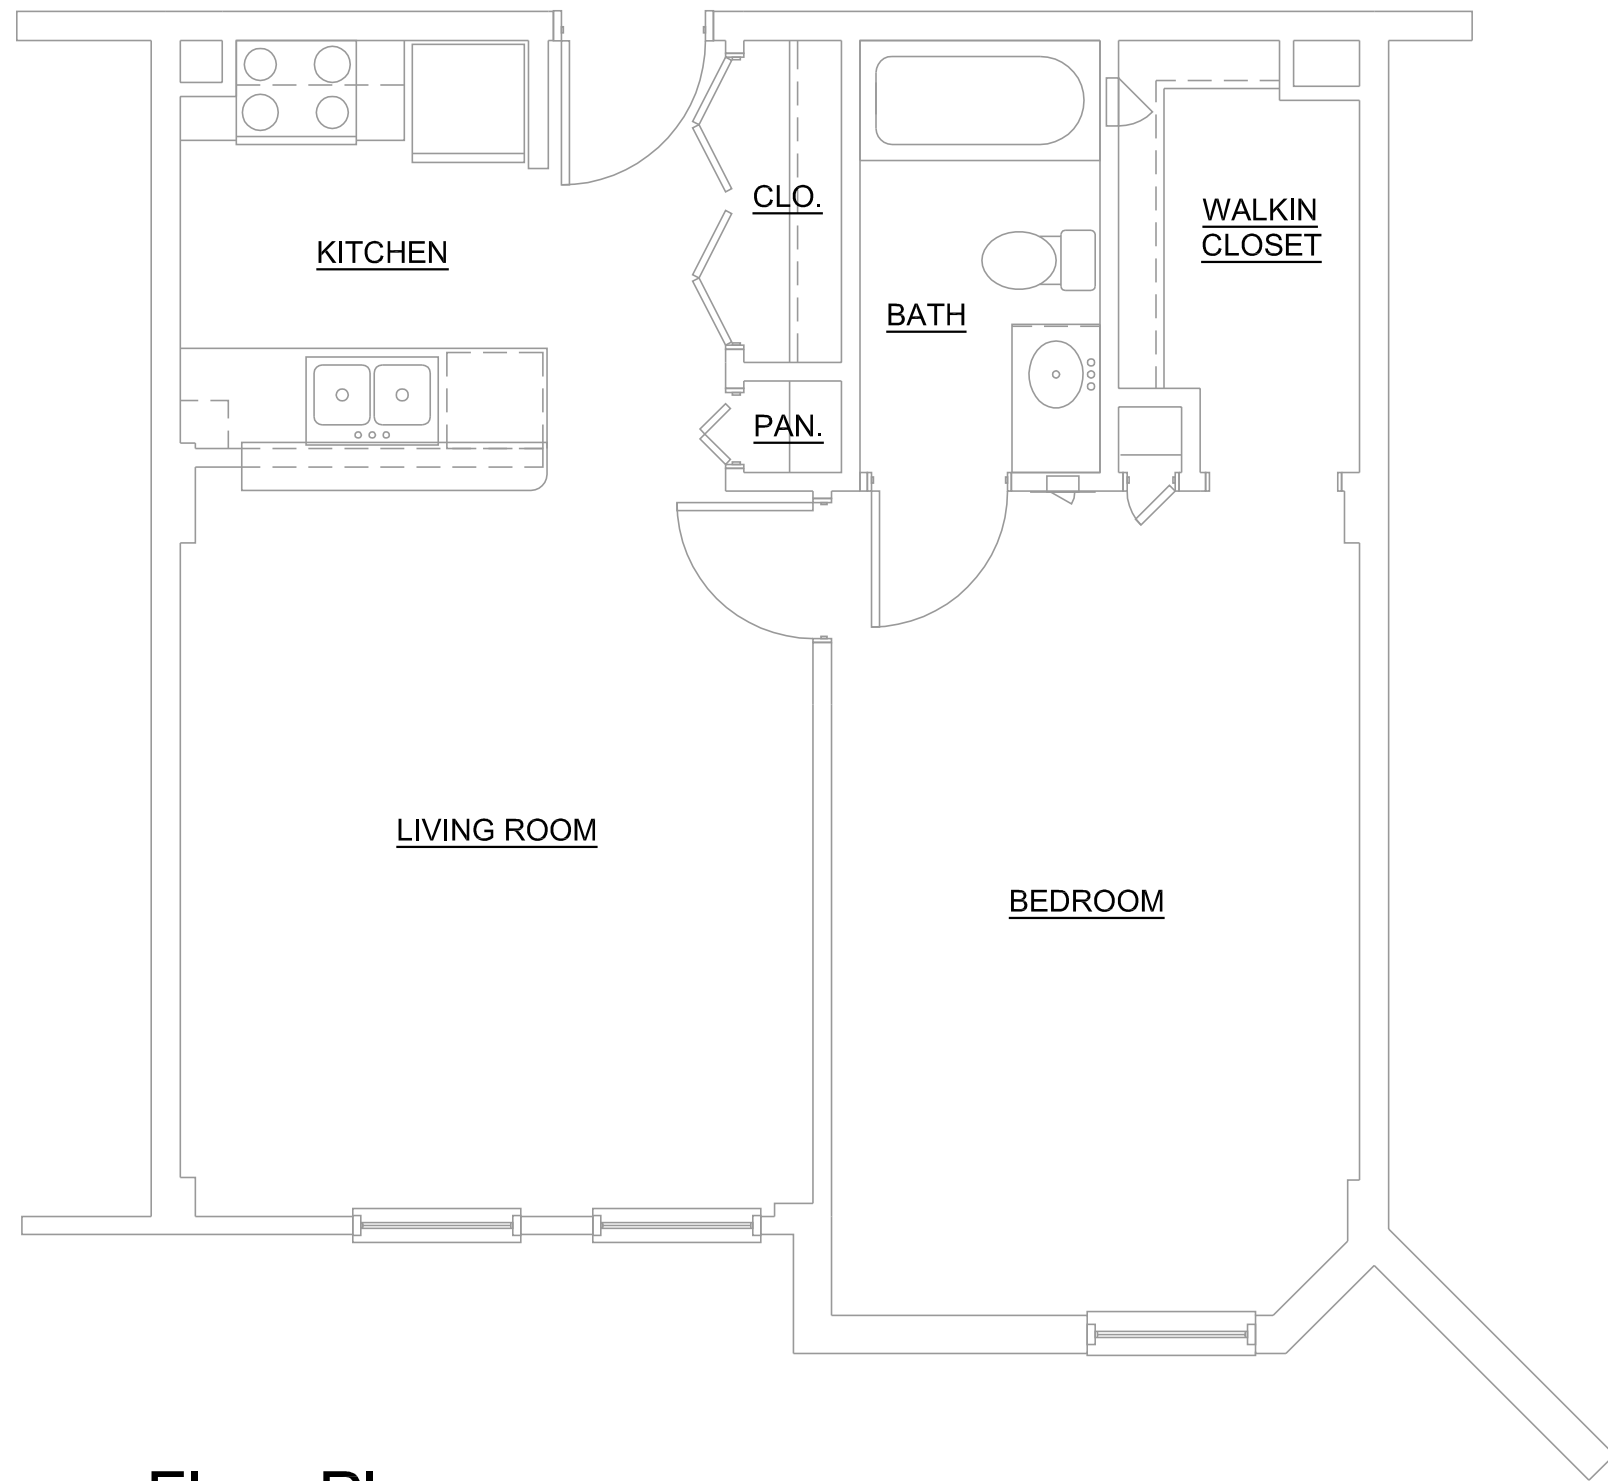 KITCHEN
CLO.
WALKIN
CLOSET
BATH
PAN.
LIVING ROOM
BEDROOM